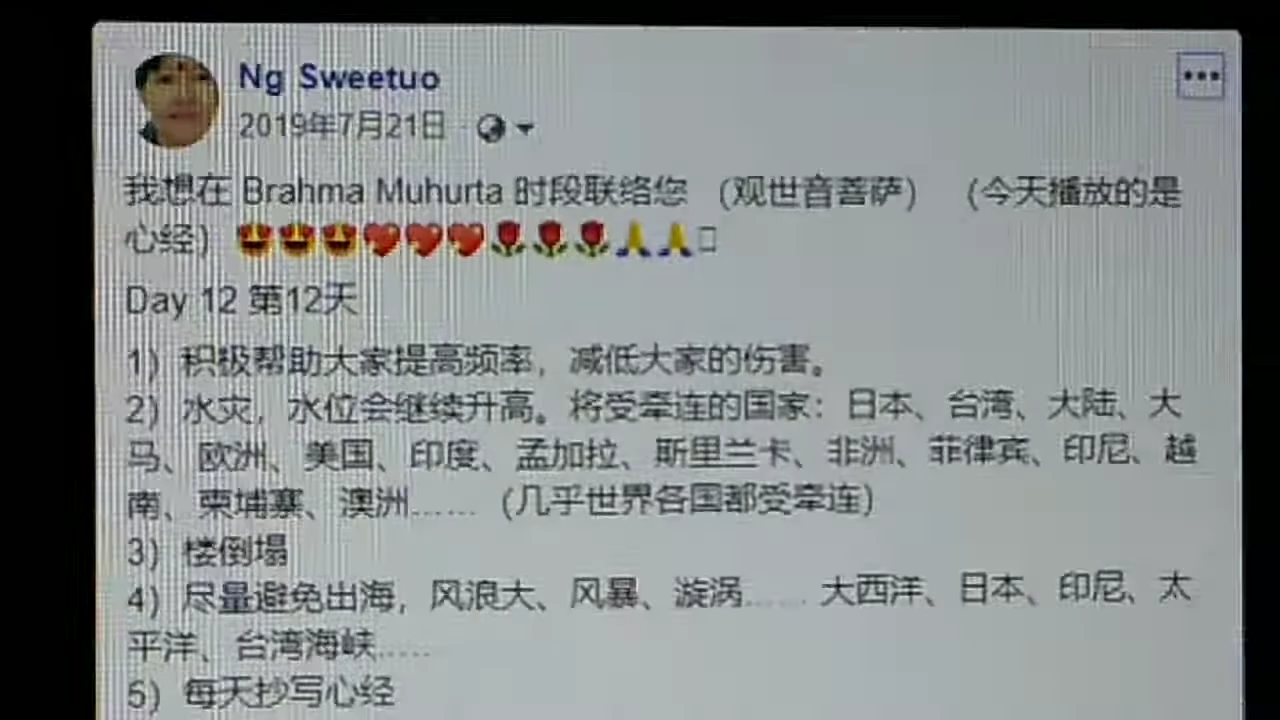 Ng Sweetuo
2019年7月21日
我想在 Brahma Muhurta 时段联络您 （观世音菩萨） （今天播放的是
心经）😍😍😍❤️❤️❤️🌹🌹🌹🙏🙏
Day 12 第12天
1）积极帮助大家提高频率，减低大家的伤害。
2）水灾，水位会继续升高。将受牵连的国家：日本、台湾、大陆、大
马、欧洲、美国、印度、孟加拉、斯里兰卡、非洲、菲律宾、印尼、越
南、柬埔寨、澳洲…… （几乎世界各国都受牵连）
3）楼倒塌
4）尽量避免出海，风浪大、风暴、漩涡…… 大西洋、日本、印尼、太
平洋、台湾海峡……
5）每天抄写心经